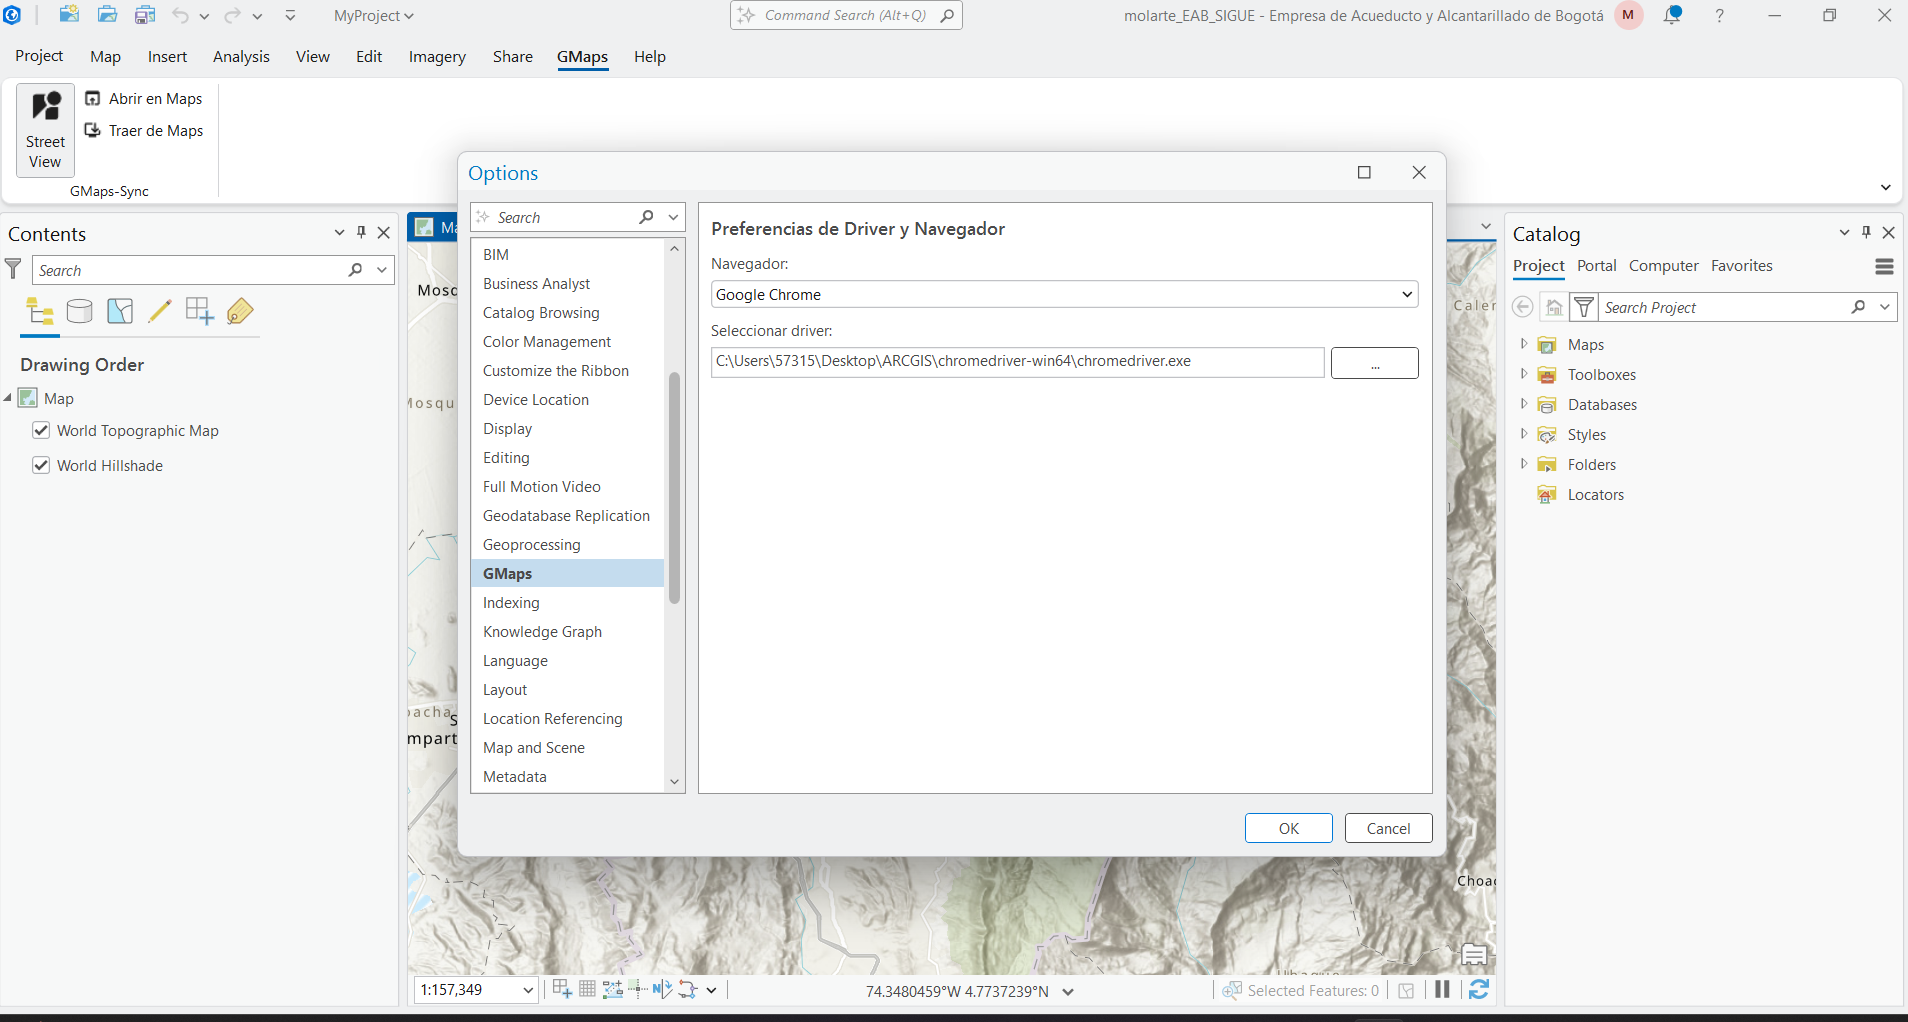 MyProject
Command Search (Alt+Q)
molarte_EAB_SIGUE - Empresa de Acueducto y Alcantarillado de Bogotá
M
?
Project
Map
Insert
Analysis
View
Edit
Imagery
Share
GMaps
Help
Street
View
Abrir en Maps
Traer de Maps
GMaps-Sync
Contents
Search
Drawing Order
Map
World Topographic Map
World Hillshade
Ma
Mosq
Mosqu
oacha
S
mpart
Options
Search
BIM
Business Analyst
Catalog Browsing
Color Management
Customize the Ribbon
Device Location
Display
Editing
Full Motion Video
Geodatabase Replication
Geoprocessing
GMaps
Indexing
Knowledge Graph
Language
Layout
Location Referencing
Map and Scene
Metadata
Preferencias de Driver y Navegador
Navegador:
Google Chrome
Seleccionar driver:
C:\Users\57315\Desktop\ARCGIS\chromedriver-win64\chromedriver.exe
...
OK
Cancel
Caler
Choac
1:157,349
74.3480459°W 4.7737239°N
Selected Features: 0
Catalog
Project
Portal
Computer
Favorites
Search Project
Maps
Toolboxes
Databases
Styles
Folders
Locators